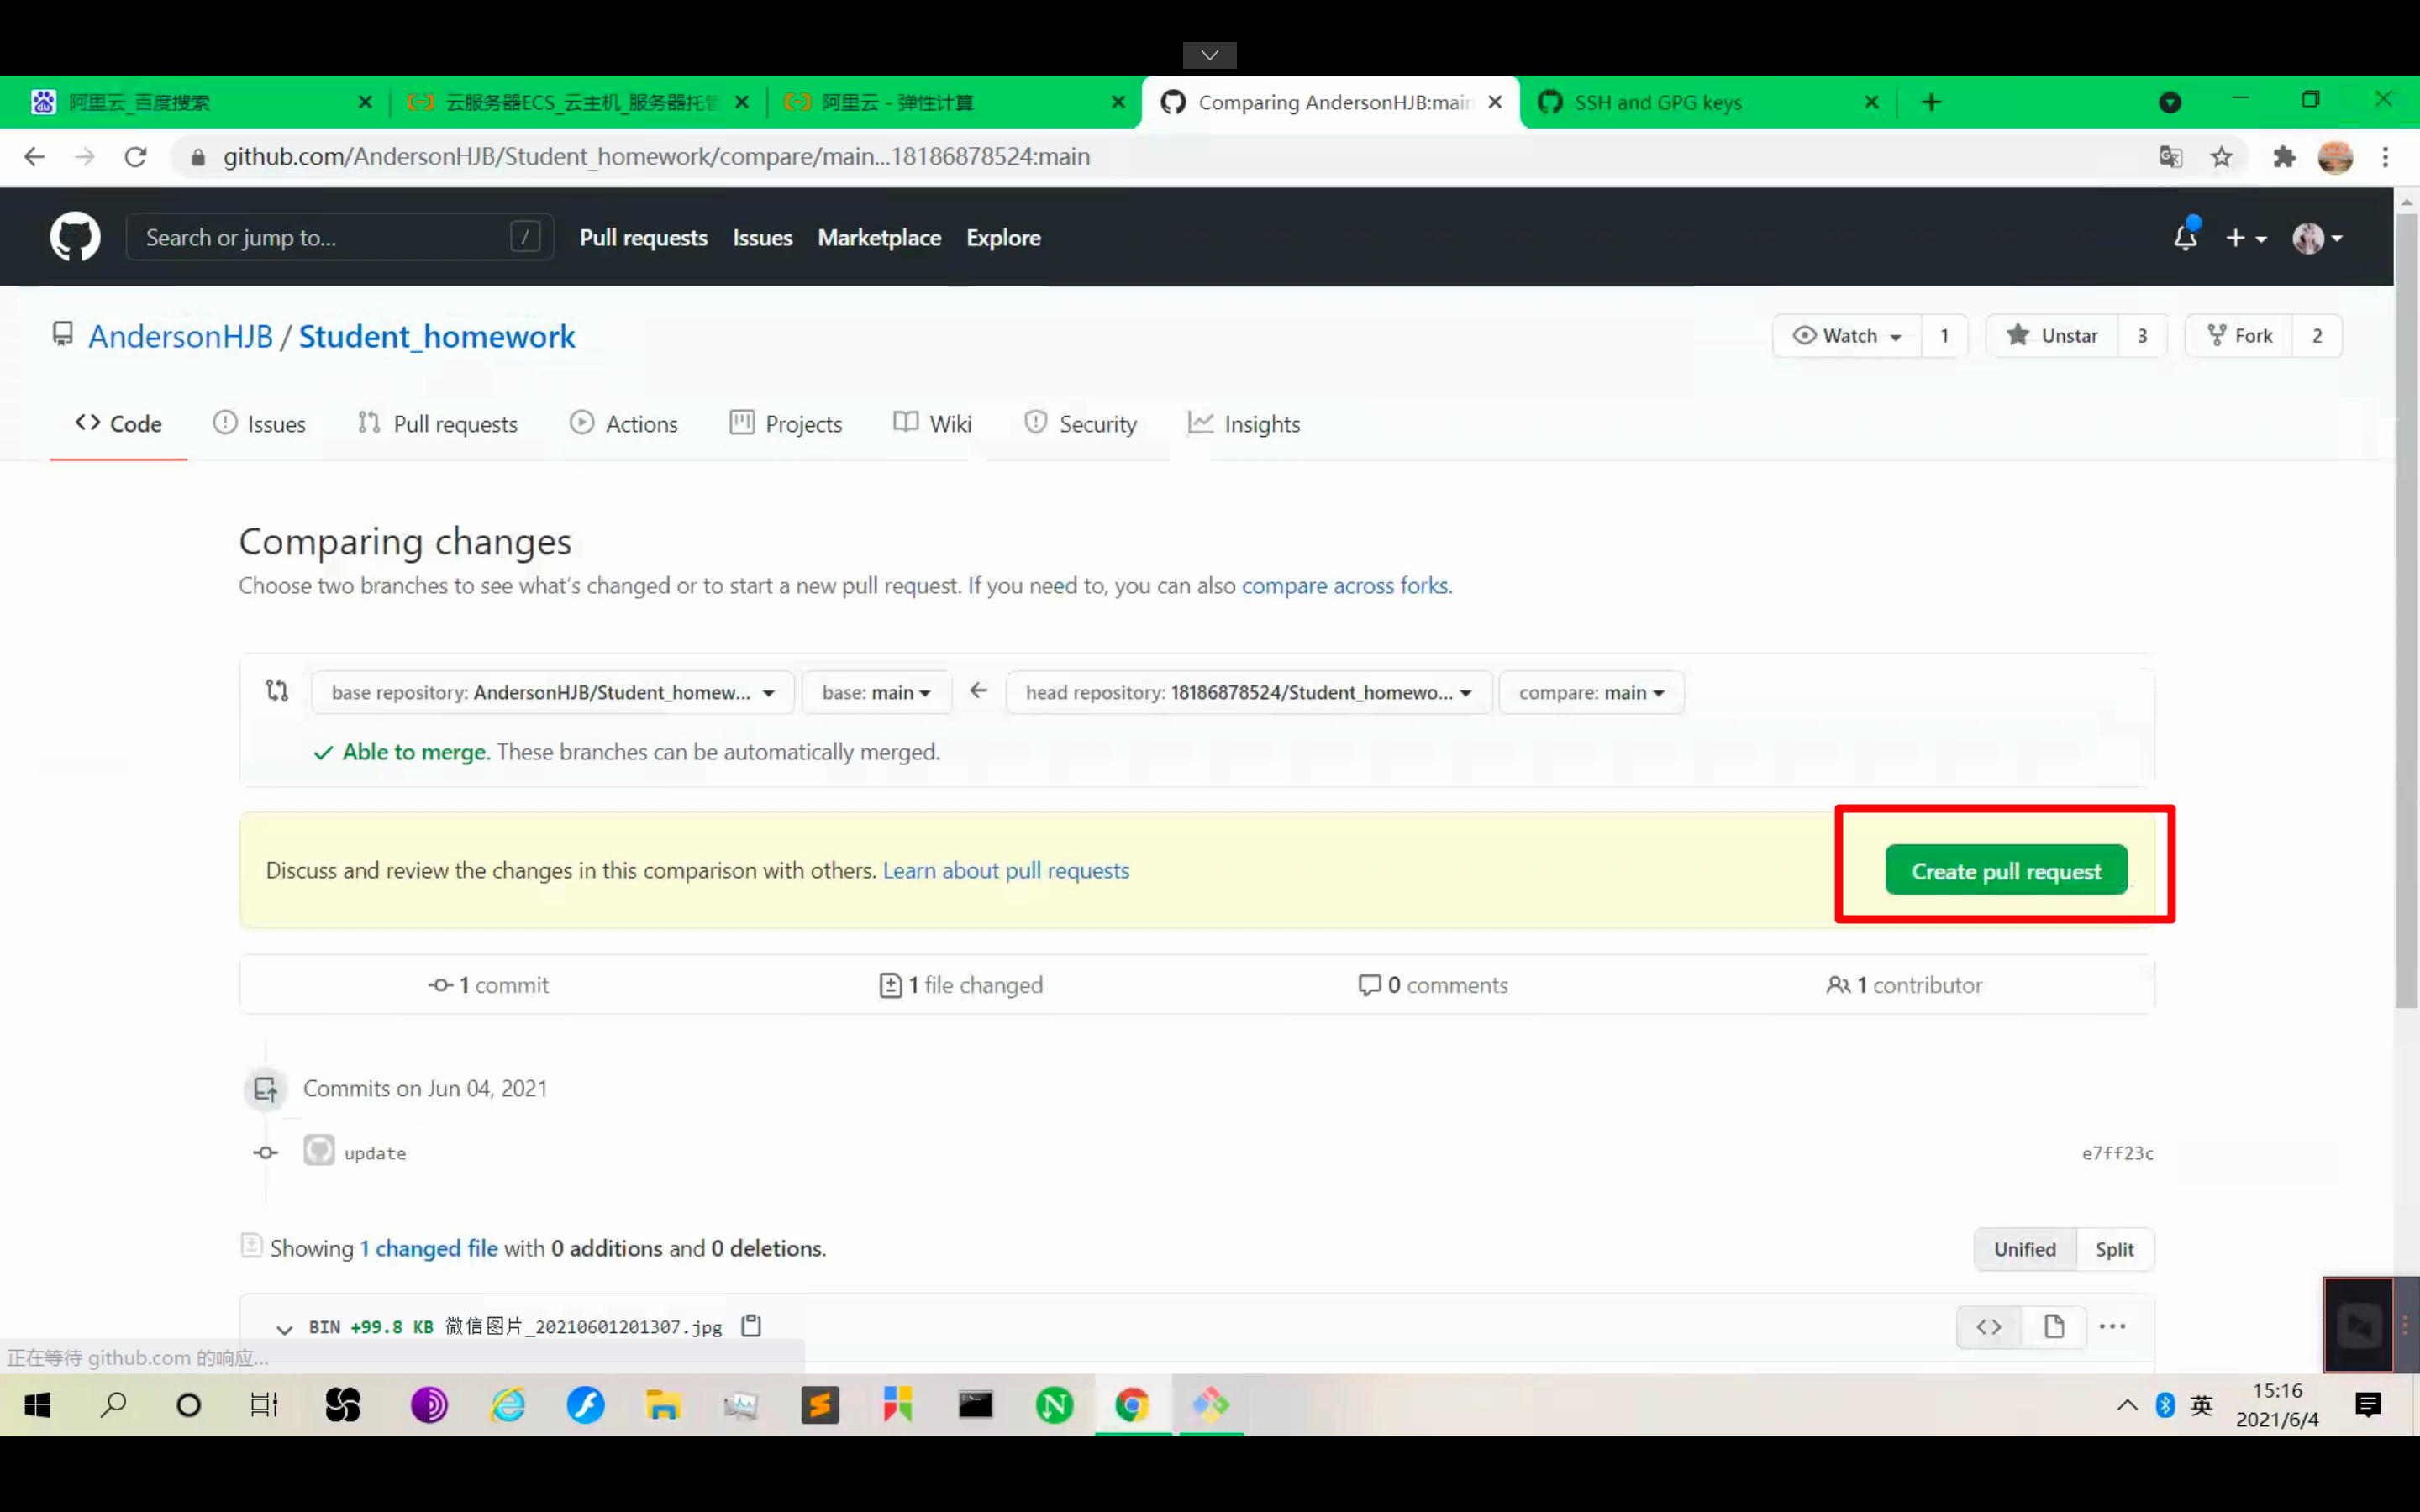 阿里云_百度搜索
云服务器ECS_云主机_服务器托管
阿里云 - 弹性计算
Comparing AndersonHJB:main
SSH and GPG keys
github.com/AndersonHJB/Student_homework/compare/main...18186878524:main
Search or jump to... /
Pull requests Issues Marketplace Explore
AndersonHJB / Student_homework
Watch 1 Unstar 3 Fork 2
Code Issues Pull requests Actions Projects Wiki Security Insights
Comparing changes
Choose two branches to see what's changed or to start a new pull request. If you need to, you can also compare across forks.
base repository: AndersonHJB/Student_homew... base: main head repository: 18186878524/Student_homewo... compare: main
Able to merge. These branches can be automatically merged.
Discuss and review the changes in this comparison with others. Learn about pull requests
Create pull request
1 commit 1 file changed 0 comments 1 contributor
Commits on Jun 04, 2021
update e7ff23c
Showing 1 changed file with 0 additions and 0 deletions.
Unified Split
BIN +99.8 KB 微信图片_20210601201307.jpg
正在等待 github.com 的响应...
英
15:16
2021/6/4